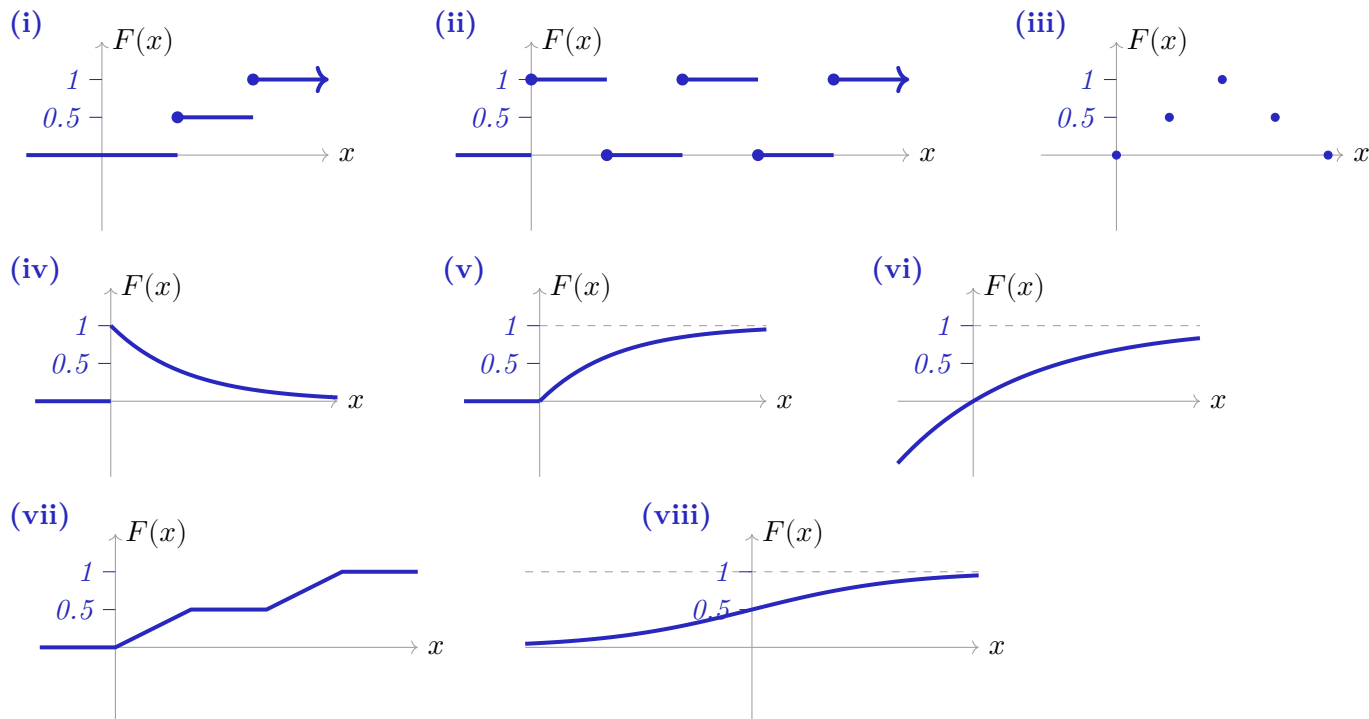 (i)
F(x)
1
0.5
x
(ii)
F(x)
1
0.5
x
(iii)
F(x)
1
0.5
x
(iv)
F(x)
1
0.5
x
(v)
F(x)
1
0.5
x
(vi)
F(x)
1
0.5
x
(vii)
F(x)
1
0.5
x
(viii)
F(x)
1
0.5
x